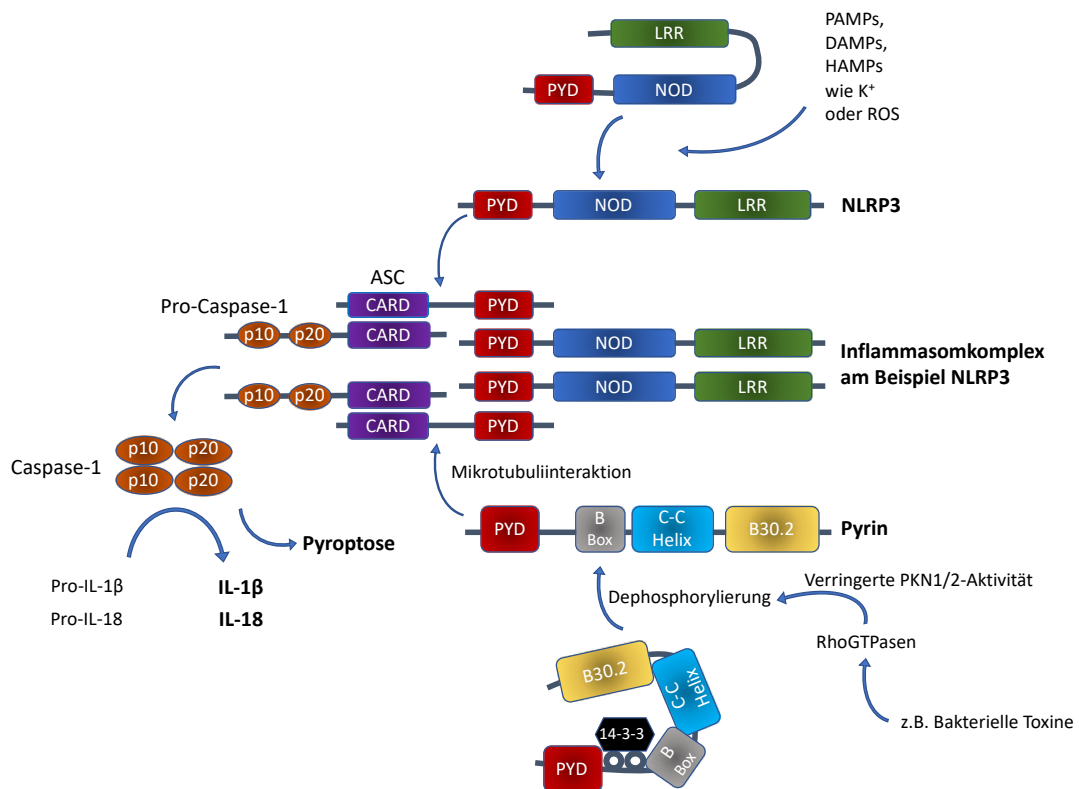 LRR
PYD NOD
PAMPs,
DAMPs,
HAMPs
wie K⁺
oder ROS
PYD NOD LRR NLRP3
ASC
CARD PYD
Pro-Caspase-1
p10 p20 CARD
PYD NOD LRR
Inflammasomkomplex
am Beispiel NLRP3
PYD NOD LRR
p10 p20 CARD
CARD PYD
Caspase-1
p10 p20
p10 p20
Mikrotubuliinteraktion
PYD
B
Box
C-C
Helix
B30.2
Pyrin
Pyroptose
Pro-IL-1β IL-1β
Pro-IL-18 IL-18
Verringerte PKN1/2-Aktivität
Dephosphorylierung
RhoGTPasen
z.B. Bakterielle Toxine
B30.2
C-C
Helix
14-3-3
PYD
B
Box